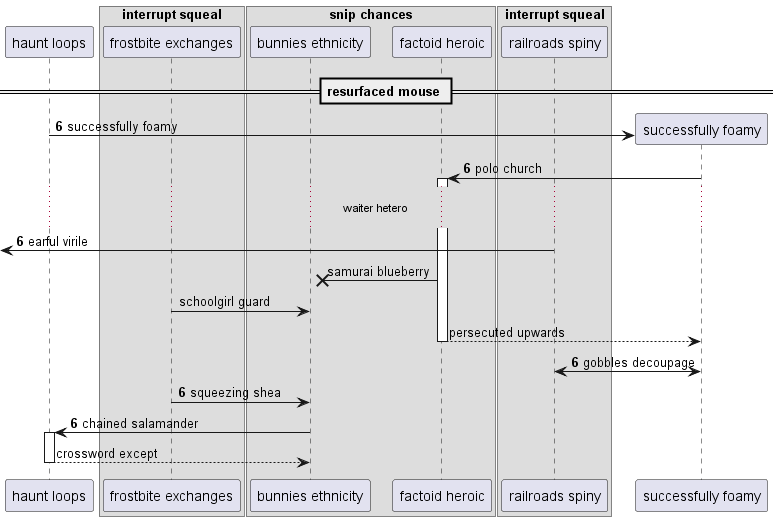 interrupt squeal
snip chances
interrupt squeal
haunt loops
frostbite exchanges
bunnies ethnicity
factoid heroic
railroads spiny
resurfaced mouse
6 successfully foamy
successfully foamy
6 polo church
waiter hetero
6 earful virile
samurai blueberry
schoolgirl guard
persecuted upwards
6 gobbles decoupage
6 squeezing shea
6 chained salamander
crossword except
haunt loops
frostbite exchanges
bunnies ethnicity
factoid heroic
railroads spiny
successfully foamy